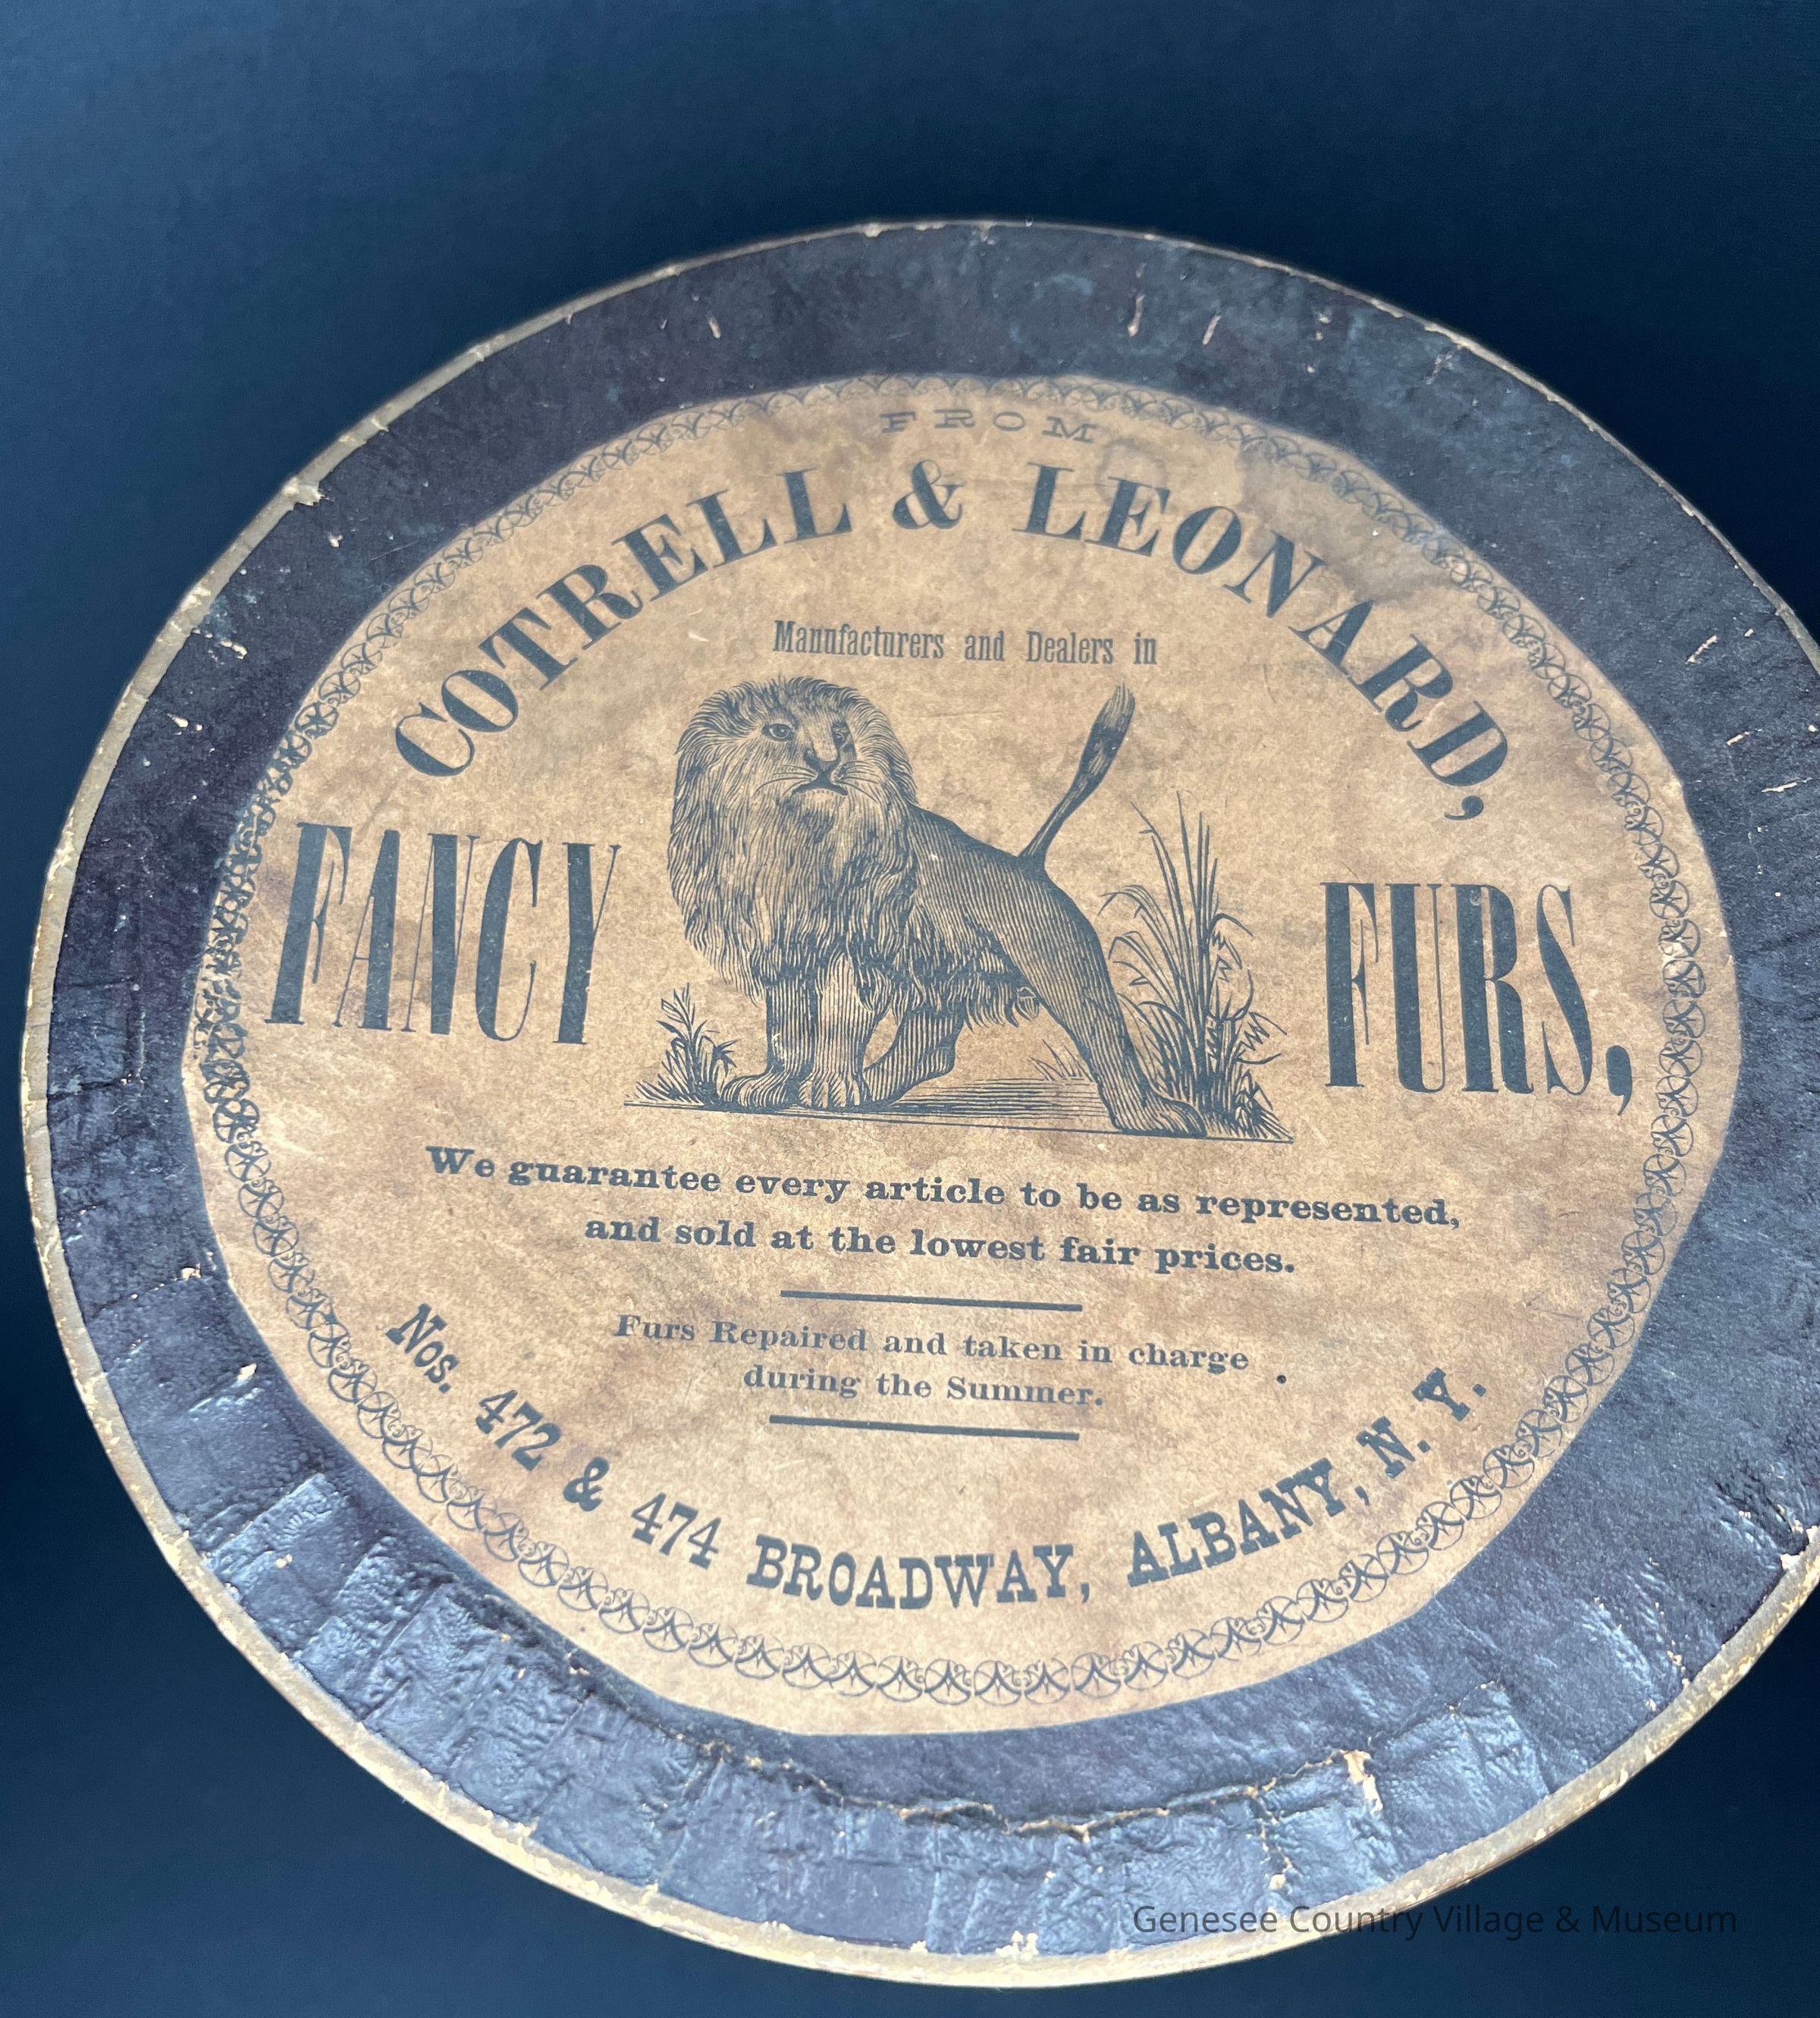 FROM
COTRELL & LEONARD,
Manufacturers and Dealers in
FANCY FURS,
We guarantee every article to be as represented,
and sold at the lowest fair prices.
Furs Repaired and taken in charge
during the Summer.
Nos. 472 & 474 BROADWAY, ALBANY, N. Y.
Genesee Country Village & Museum